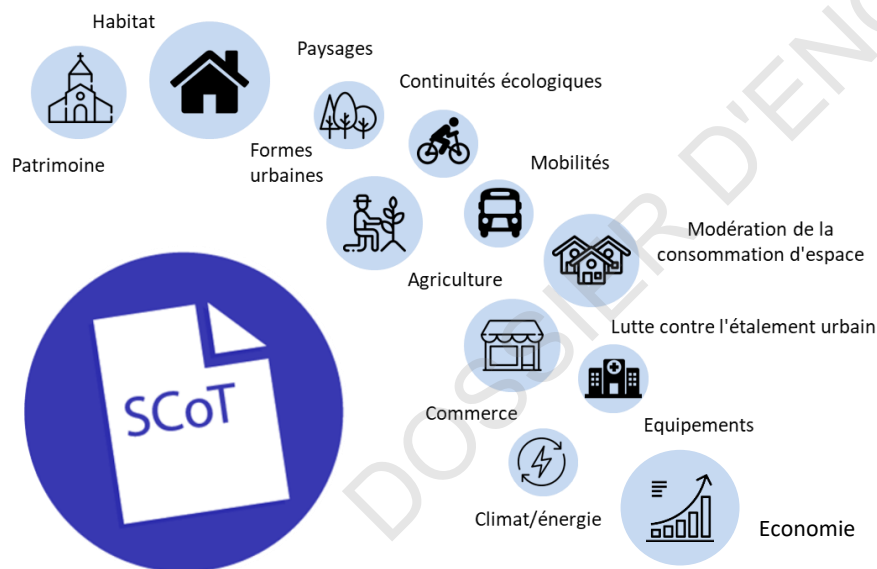 Habitat
Paysages
Continuités écologiques
Patrimoine
Formes
urbaines
Mobilités
Modération de la
consommation d'espace
Agriculture
Lutte contre l'étalement urbain
SCoT
Commerce
Equipements
Climat/énergie
Economie
DOSSIER D'EN